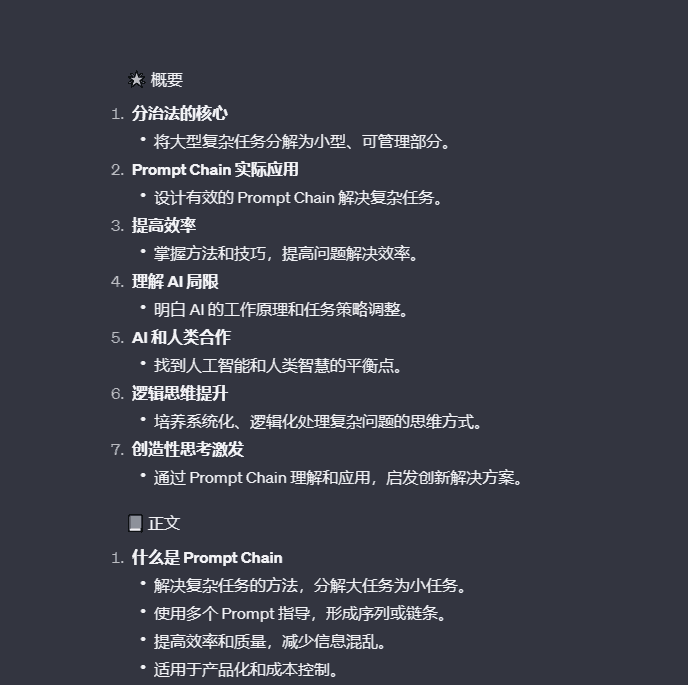 概要
1. 分治法的核心
• 将大型复杂任务分解为小型、可管理部分。
2. Prompt Chain 实际应用
• 设计有效的 Prompt Chain 解决复杂任务。
3. 提高效率
• 掌握方法和技巧，提高问题解决效率。
4. 理解 AI 局限
• 明白 AI 的工作原理和任务策略调整。
5. AI 和人类合作
• 找到人工智能和人类智慧的平衡点。
6. 逻辑思维提升
• 培养系统化、逻辑化处理复杂问题的思维方式。
7. 创造性思考激发
• 通过 Prompt Chain 理解和应用，启发创新解决方案。
正文
1. 什么是 Prompt Chain
• 解决复杂任务的方法，分解大任务为小任务。
• 使用多个 Prompt 指导，形成序列或链条。
• 提高效率和质量，减少信息混乱。
• 适用于产品化和成本控制。